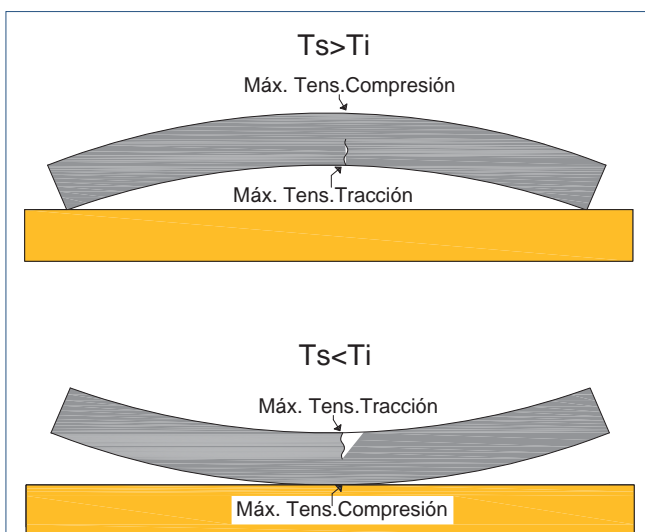 Ts>Ti
Máx. Tens.Compresión
Máx. Tens.Tracción
Ts<Ti
Máx. Tens.Tracción
Máx. Tens.Compresión